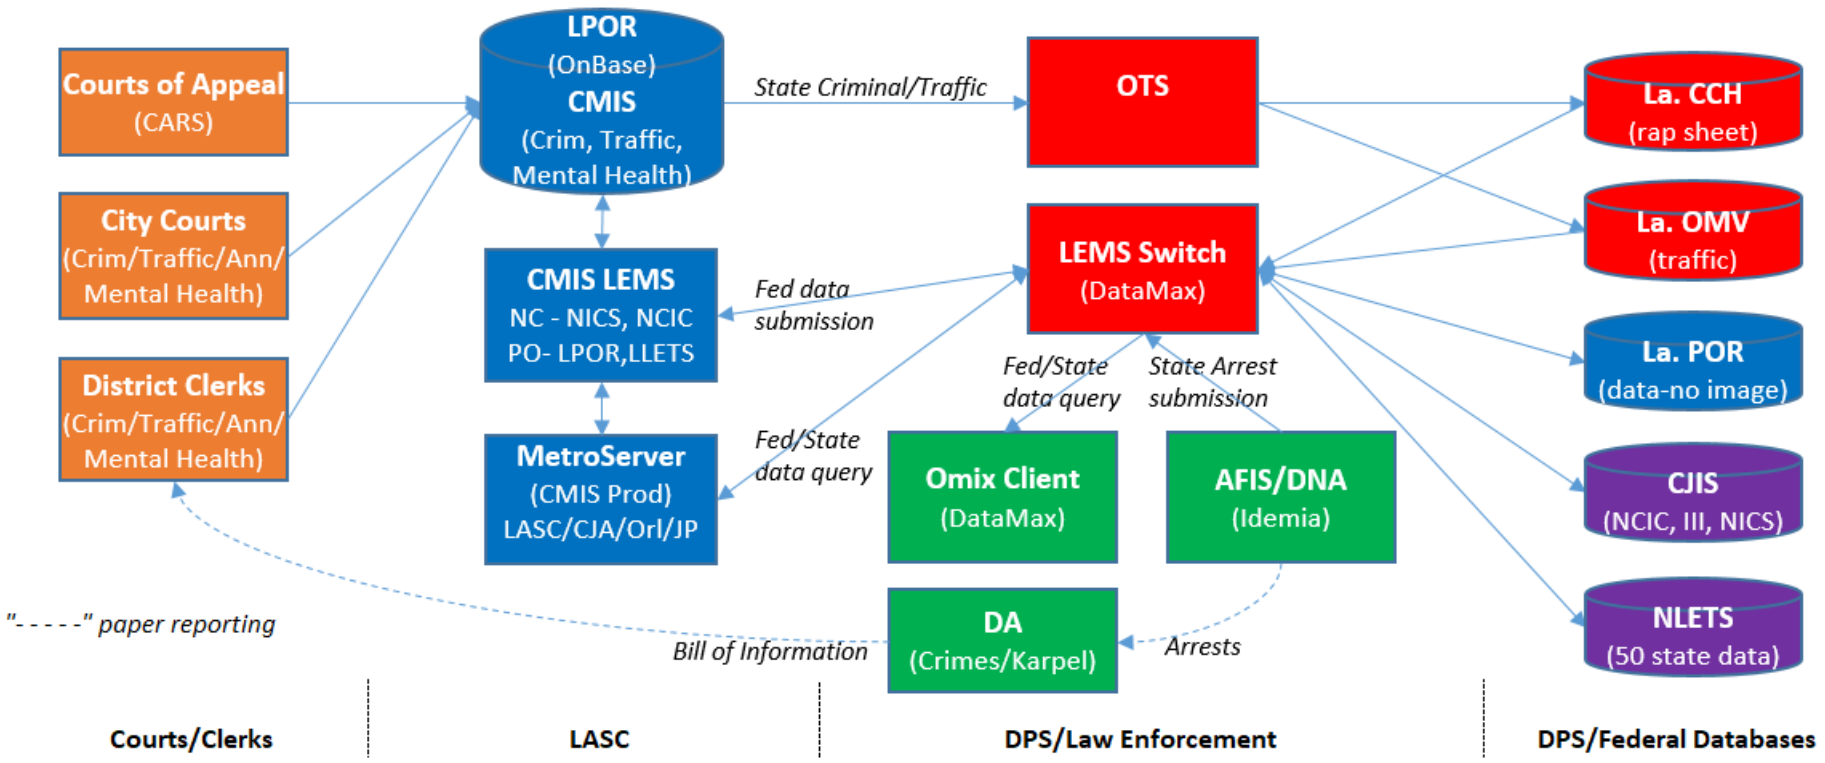 Courts of Appeal
(CARS)
City Courts
(Crim/Traffic/Ann/
Mental Health)
District Clerks
(Crim/Traffic/Ann/
Mental Health)
"- - - - -" paper reporting
Courts/Clerks
LPOR
(OnBase)
CMIS
(Crim, Traffic,
Mental Health)
CMIS LEMS
NC - NICS, NCIC
PO- LPOR,LLETS
MetroServer
(CMIS Prod)
LASC/CJA/Orl/JP
Bill of Information
LASC
State Criminal/Traffic
Fed data
submission
Fed/State
data query
OTS
LEMS Switch
(DataMax)
Fed/State
data query
State Arrest
submission
Omix Client
(DataMax)
AFIS/DNA
(Idemia)
DA
(Crimes/Karpel)
Arrests
DPS/Law Enforcement
La. CCH
(rap sheet)
La. OMV
(traffic)
La. POR
(data-no image)
CJIS
(NCIC, III, NICS)
NLETS
(50 state data)
DPS/Federal Databases